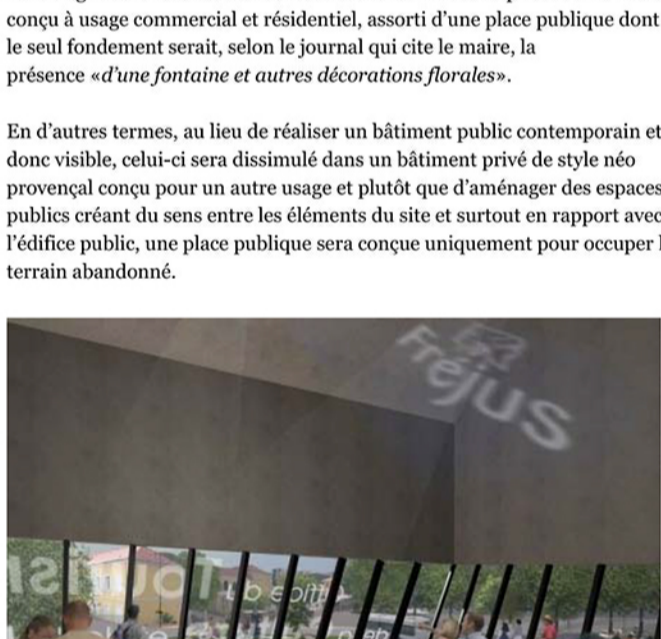 conçu à usage commercial et résidentiel, assorti d’une place publique dont
le seul fondement serait, selon le journal qui cite le maire, la
présence «d’une fontaine et autres décorations florales».
En d’autres termes, au lieu de réaliser un bâtiment public contemporain et
donc visible, celui-ci sera dissimulé dans un bâtiment privé de style néo
provençal conçu pour un autre usage et plutôt que d’aménager des espaces
publics créant du sens entre les éléments du site et surtout en rapport avec
l’édifice public, une place publique sera conçue uniquement pour occuper
terrain abandonné.
Fréjus